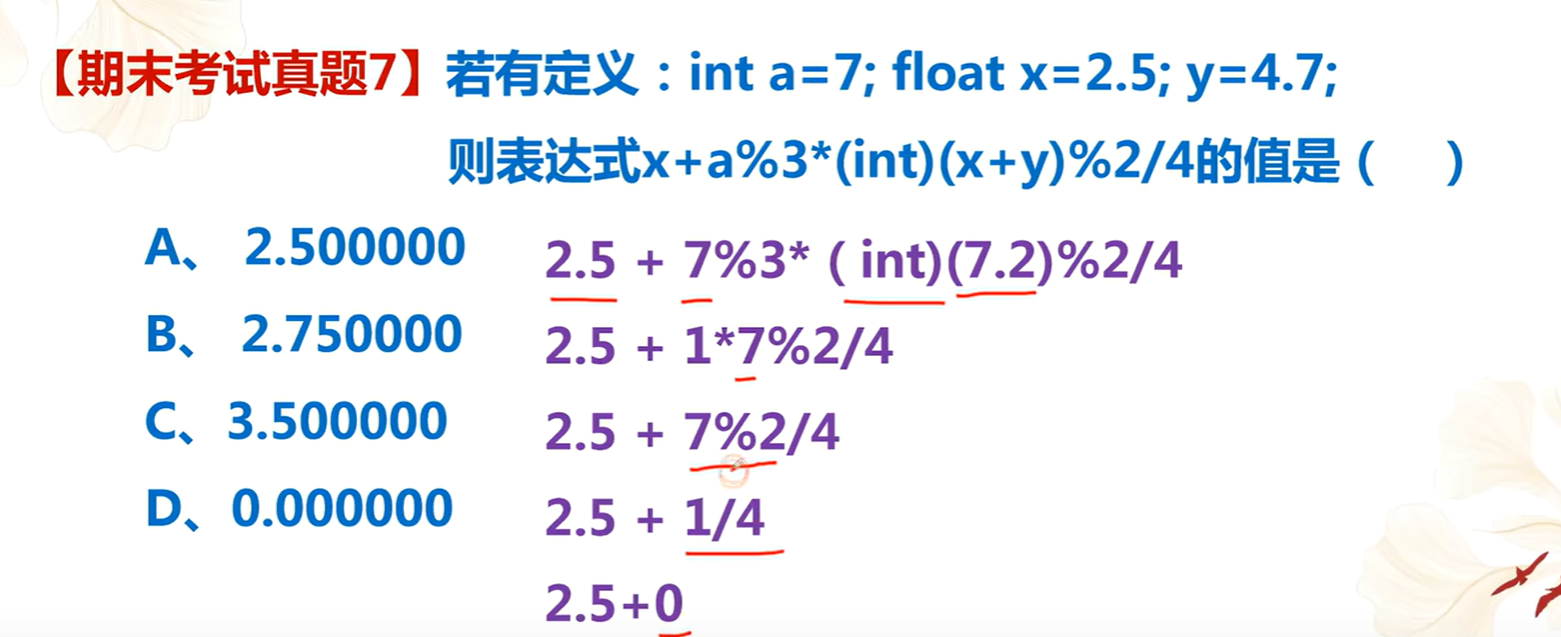 【期末考试真题7】若有定义：int a=7; float x=2.5; y=4.7;
则表达式x+a%3*(int)(x+y)%2/4的值是（    ）
A、 2.500000
B、 2.750000
C、3.500000
D、0.000000
2.5 + 7%3* ( int)(7.2)%2/4
2.5 + 1*7%2/4
2.5 + 7%2/4
2.5 + 1/4
2.5+0